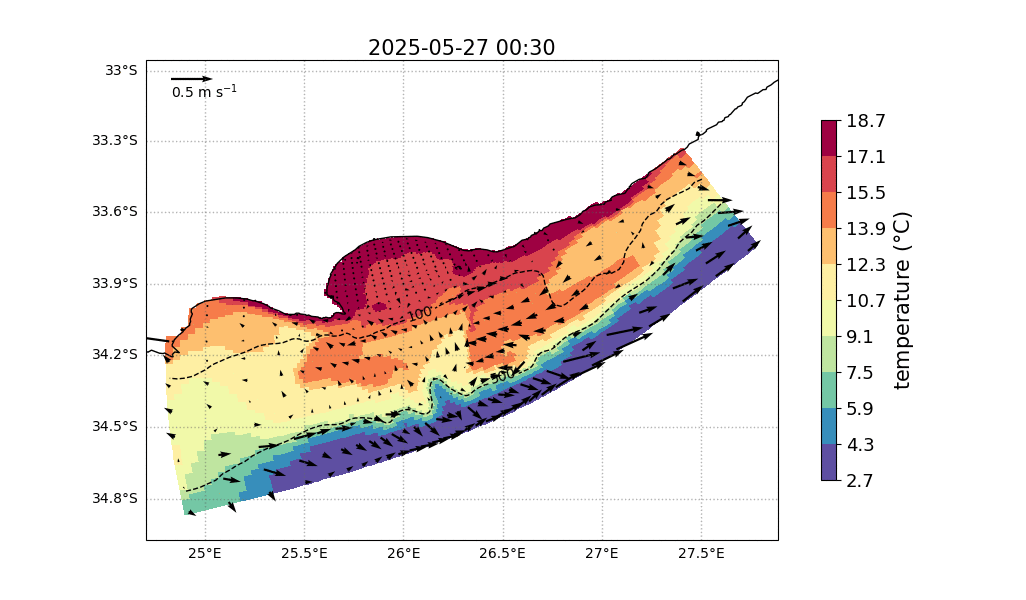 2025-05-27 00:30
33°S
33.3°S
33.6°S
33.9°S
34.2°S
34.5°S
34.8°S
0.5 m s⁻¹
100
500
25°E
25.5°E
26°E
26.5°E
27°E
27.5°E
18.7
17.1
15.5
13.9
12.3
10.7
9.1
7.5
5.9
4.3
2.7
temperature (°C)